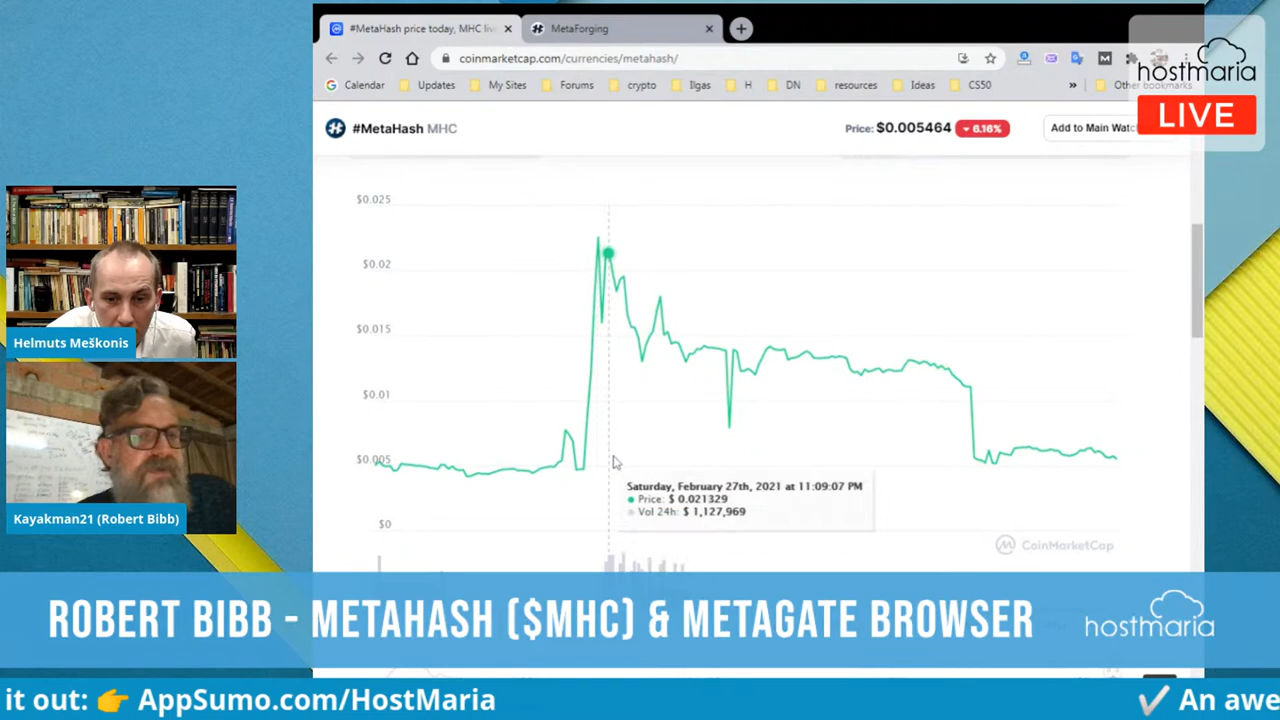 #MetaHash price today, MHC liv
MetaForging
coinmarketcap.com/currencies/metahash/
Calendar
Updates
My Sites
Forums
crypto
Ilgas
H
DN
resources
Ideas
CS50
»
Other bookmarks
hostmaria
LIVE
#MetaHash MHC
Price: $0.005464
6.16%
Add to Main Watc
$0.025
$0.02
$0.015
$0.01
$0.005
$0
Saturday, February 27th, 2021 at 11:09:07 PM
Price: $ 0.021329
Vol 24h: $ 1,127,969
CoinMarketCap
Helmuts Meškonis
Kayakman21 (Robert Bibb)
ROBERT BIBB - METAHASH ($MHC) & METAGATE BROWSER
hostmaria
it out: 👉 AppSumo.com/HostMaria
✔ An awe